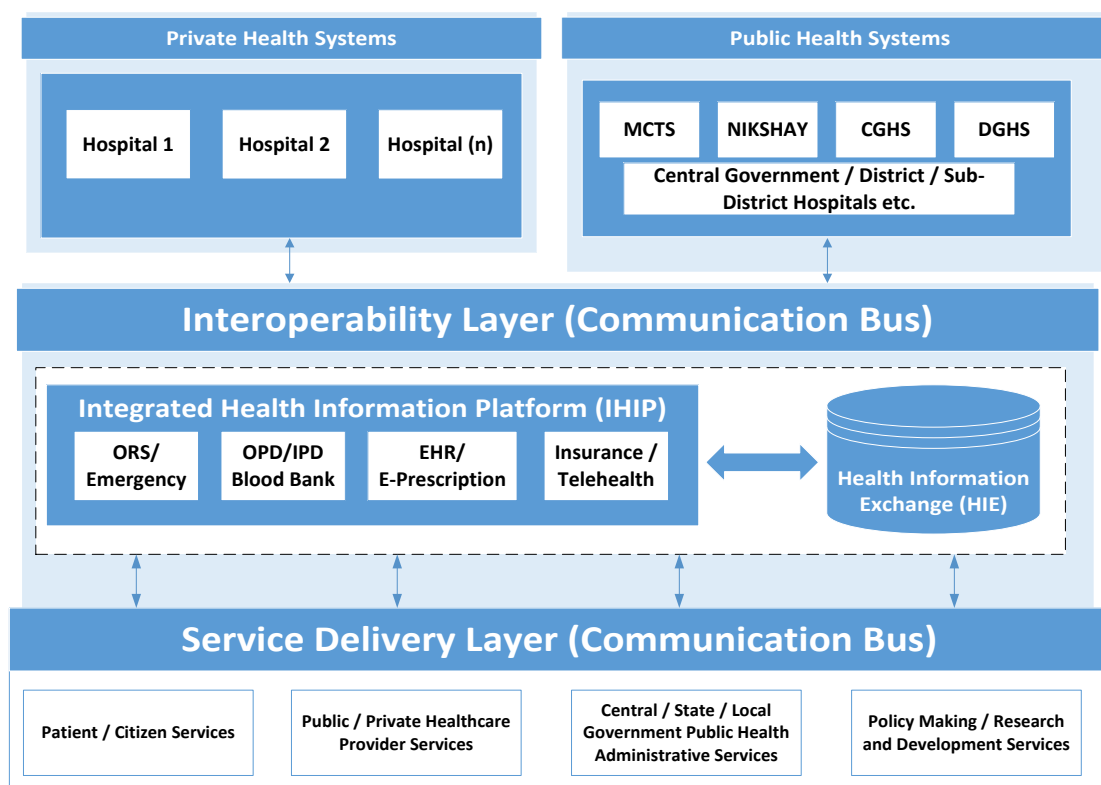 Private Health Systems
Public Health Systems
Hospital 1
Hospital 2
Hospital (n)
MCTS
NIKSHAY
CGHS
DGHS
Central Government / District / Sub-
District Hospitals etc.
Interoperability Layer (Communication Bus)
Integrated Health Information Platform (IHIP)
ORS/
Emergency
OPD/IPD
Blood Bank
EHR/
E-Prescription
Insurance /
Telehealth
Health Information
Exchange (HIE)
Service Delivery Layer (Communication Bus)
Patient / Citizen Services
Public / Private Healthcare
Provider Services
Central / State / Local
Government Public Health
Administrative Services
Policy Making / Research
and Development Services